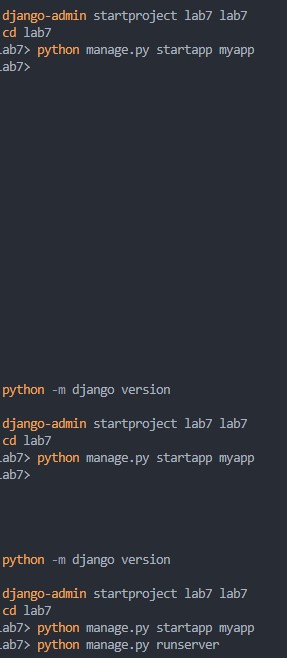 django-admin startproject lab7 lab7
cd lab7
ab7> python manage.py startapp myapp
ab7>
python -m django version
django-admin startproject lab7 lab7
cd lab7
ab7> python manage.py startapp myapp
ab7>
python -m django version
django-admin startproject lab7 lab7
cd lab7
ab7> python manage.py startapp myapp
ab7> python manage.py runserver